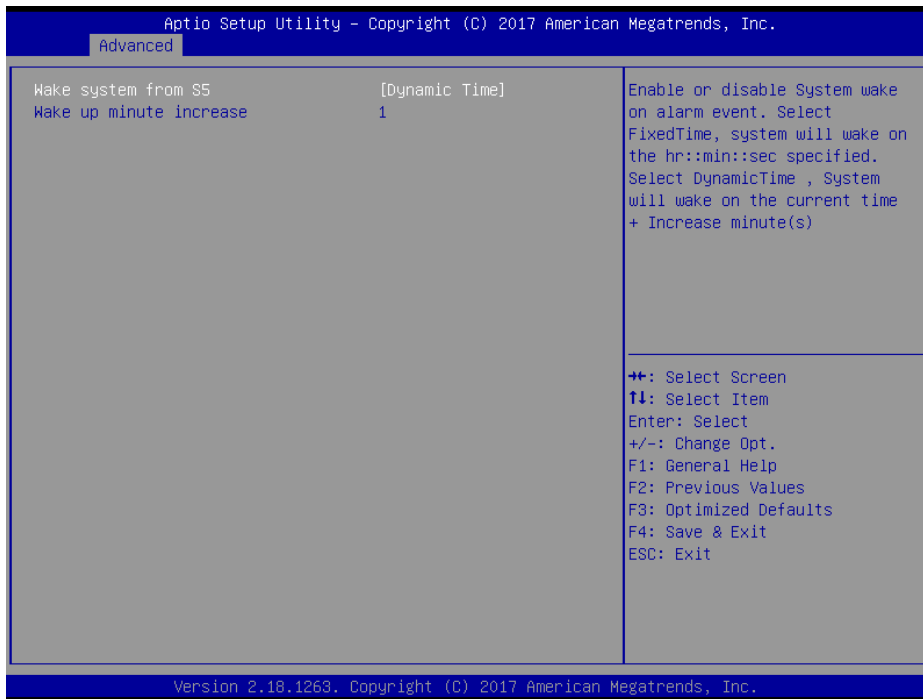 Aptio Setup Utility – Copyright (C) 2017 American Megatrends, Inc.
Advanced
Wake system from S5 [Dynamic Time]
Wake up minute increase 1
Enable or disable System wake
on alarm event. Select
FixedTime, system will wake on
the hr::min::sec specified.
Select DynamicTime , System
will wake on the current time
+ Increase minute(s)
→←: Select Screen
↑↓: Select Item
Enter: Select
+/-: Change Opt.
F1: General Help
F2: Previous Values
F3: Optimized Defaults
F4: Save & Exit
ESC: Exit
Version 2.18.1263. Copyright (C) 2017 American Megatrends, Inc.